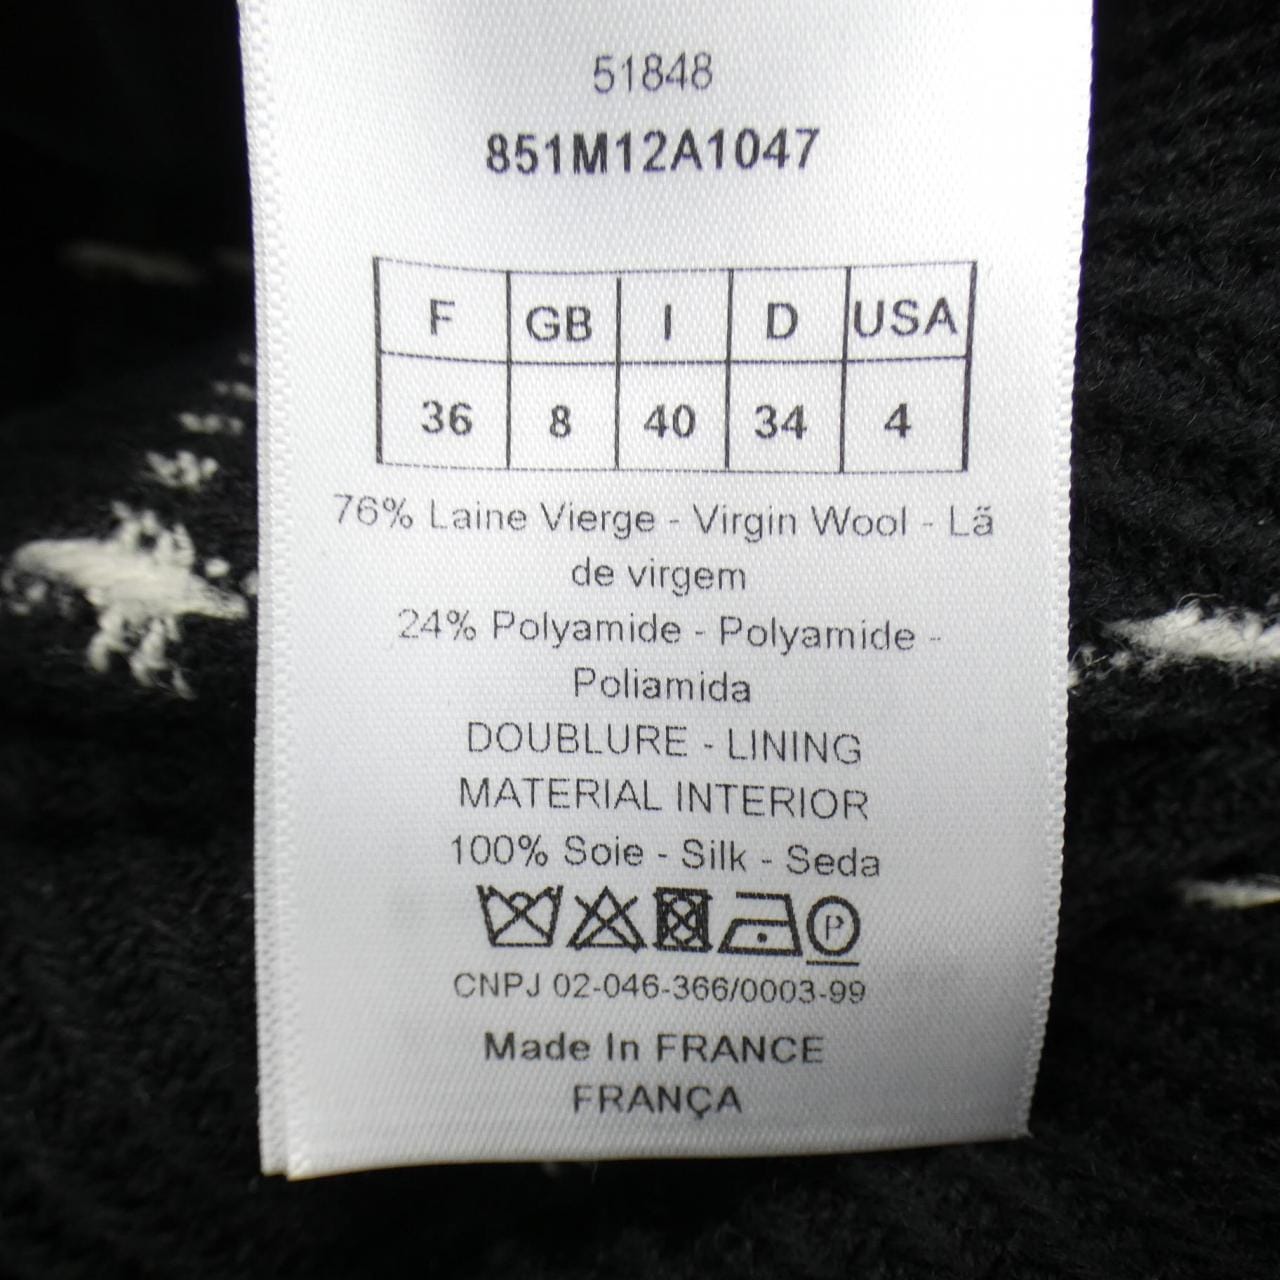 51848
851M12A1047
F GB I D USA
36 8 40 34 4
76% Laine Vierge - Virgin Wool - Lã
de virgem
24% Polyamide - Polyamide -
Poliamida
DOUBLURE - LINING
MATERIAL INTERIOR
100% Soie - Silk - Seda
P
CNPJ 02-046-366/0003-99
Made In FRANCE
FRANÇA